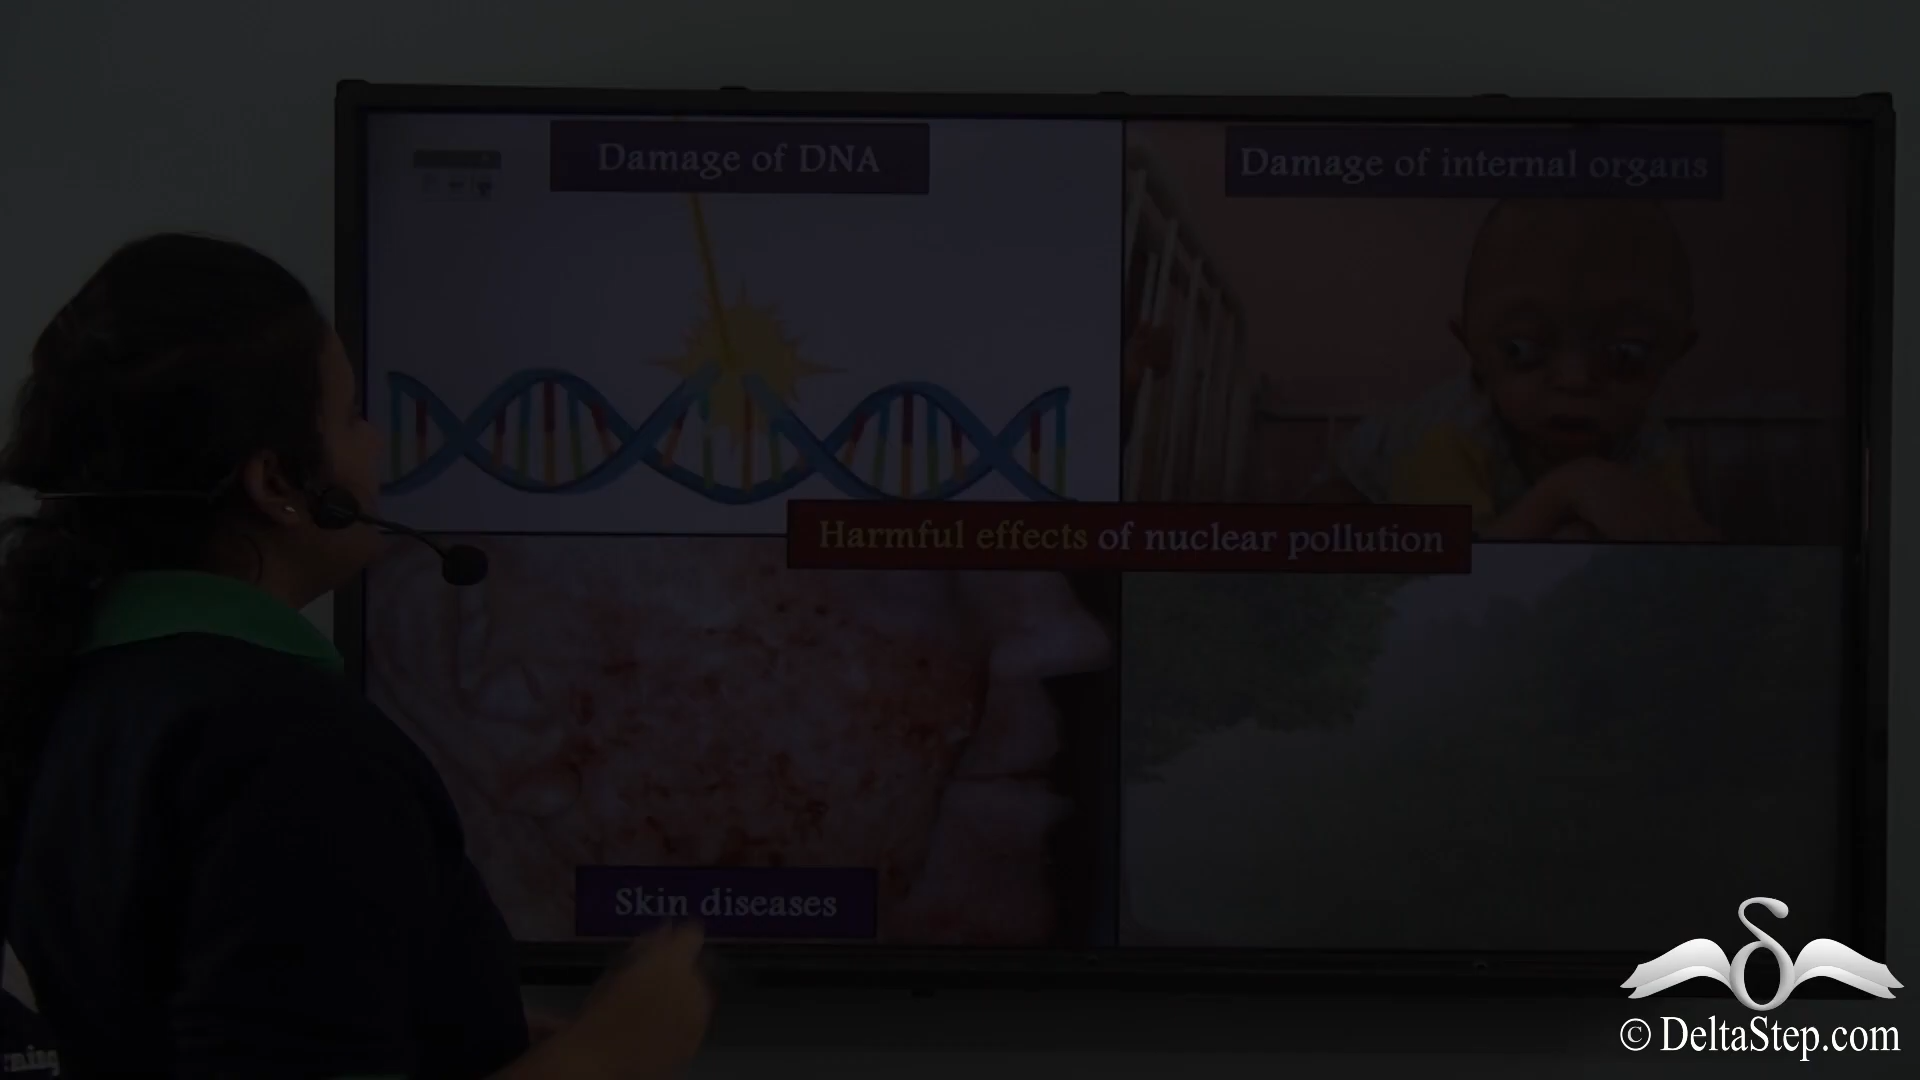 Damage of DNA
Damage of internal organs
Harmful effects of nuclear pollution
Skin diseases
© DeltaStep.com